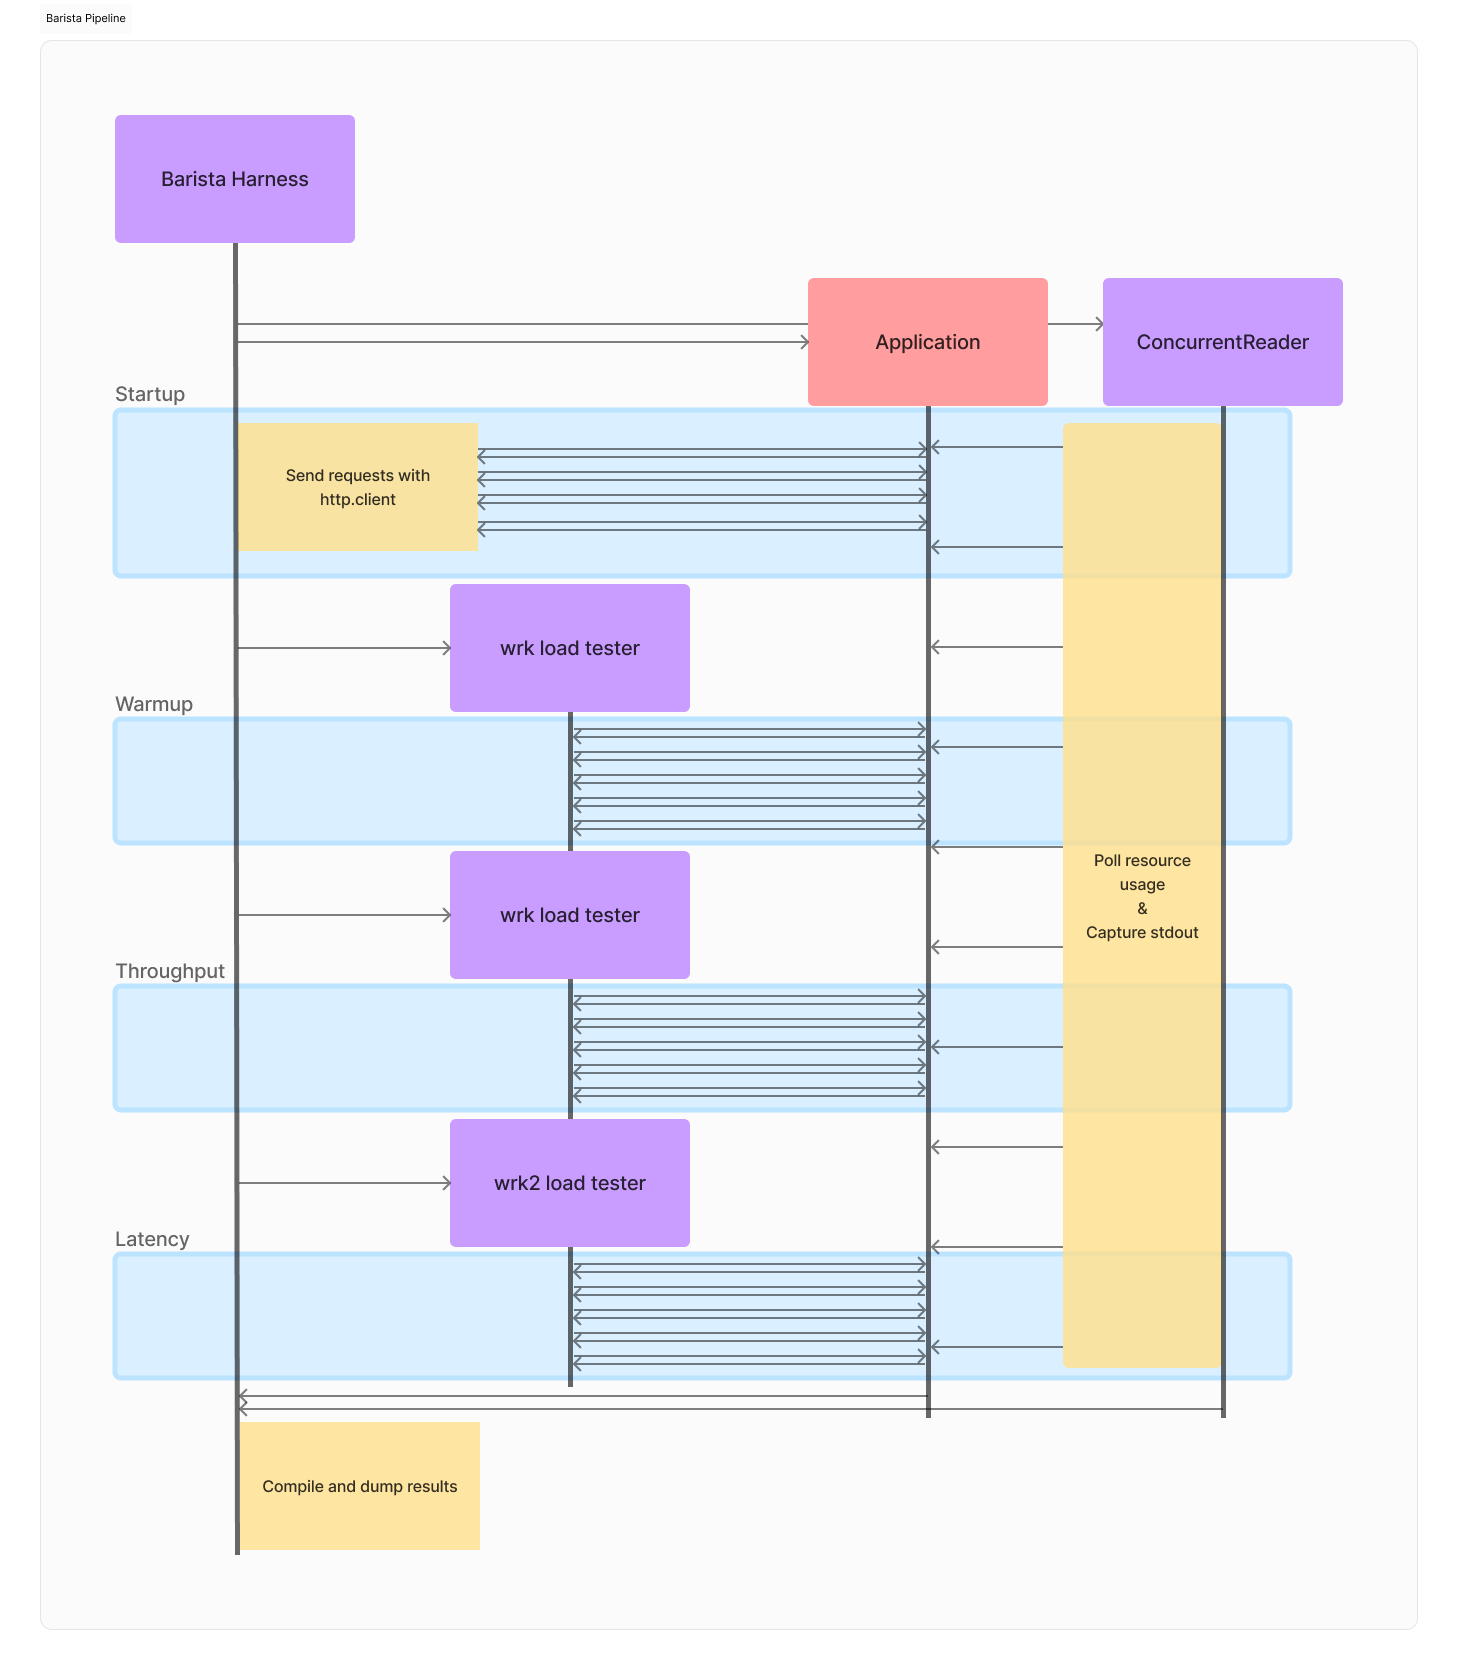 Barista Pipeline
Barista Harness
Application
ConcurrentReader
Startup
Send requests with
http.client
wrk load tester
Warmup
Poll resource
usage
&
Capture stdout
wrk load tester
Throughput
wrk2 load tester
Latency
Compile and dump results